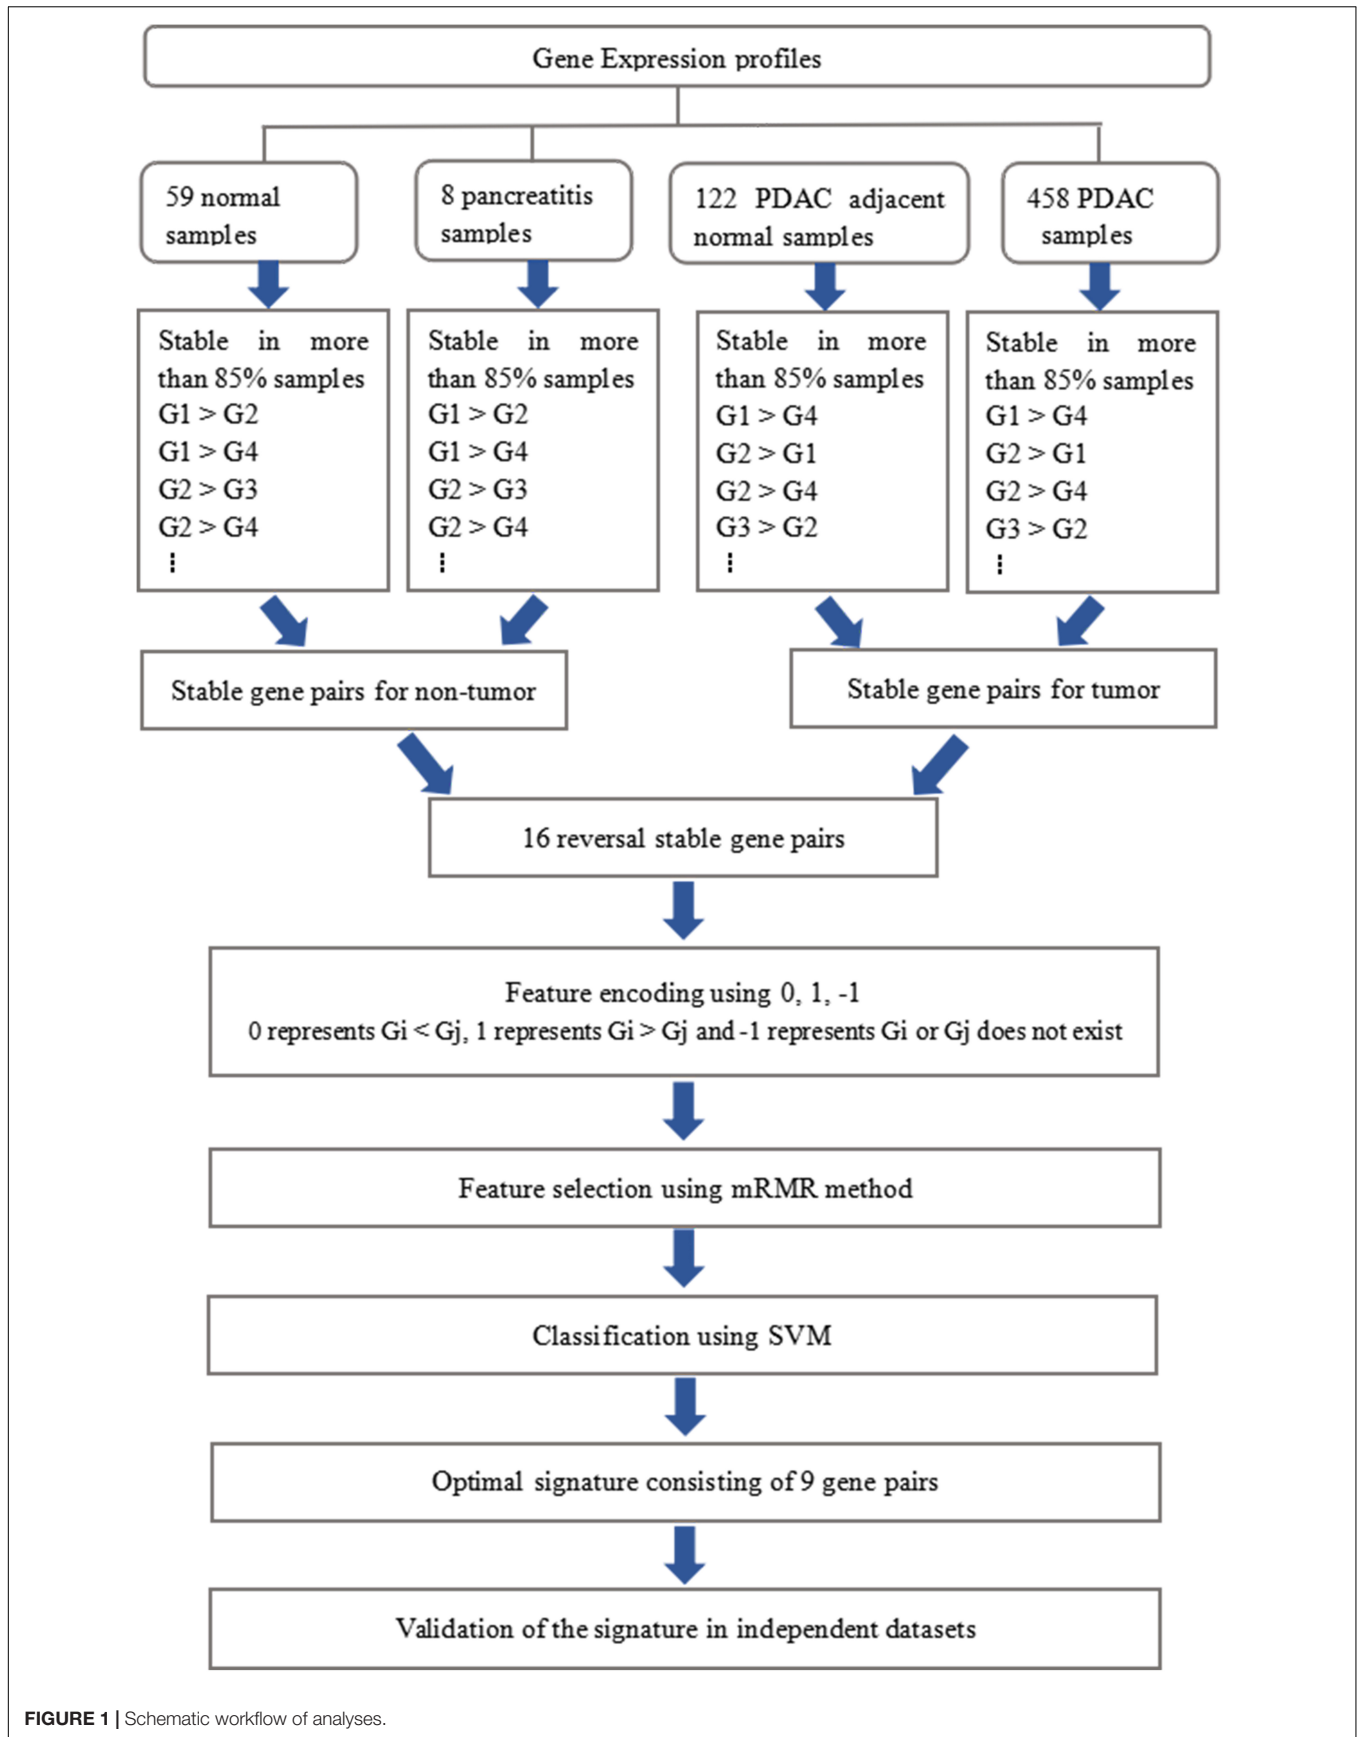 Gene Expression profiles
59 normal
samples
8 pancreatitis
samples
122 PDAC adjacent
normal samples
458 PDAC
samples
Stable in more
than 85% samples
G1 > G2
G1 > G4
G2 > G3
G2 > G4
⁞
Stable in more
than 85% samples
G1 > G2
G1 > G4
G2 > G3
G2 > G4
⁞
Stable in more
than 85% samples
G1 > G4
G2 > G1
G2 > G4
G3 > G2
⁞
Stable in more
than 85% samples
G1 > G4
G2 > G1
G2 > G4
G3 > G2
⁞
Stable gene pairs for non-tumor
Stable gene pairs for tumor
16 reversal stable gene pairs
Feature encoding using 0, 1, -1
0 represents Gi < Gj, 1 represents Gi > Gj and -1 represents Gi or Gj does not exist
Feature selection using mRMR method
Classification using SVM
Optimal signature consisting of 9 gene pairs
Validation of the signature in independent datasets
FIGURE 1 | Schematic workflow of analyses.